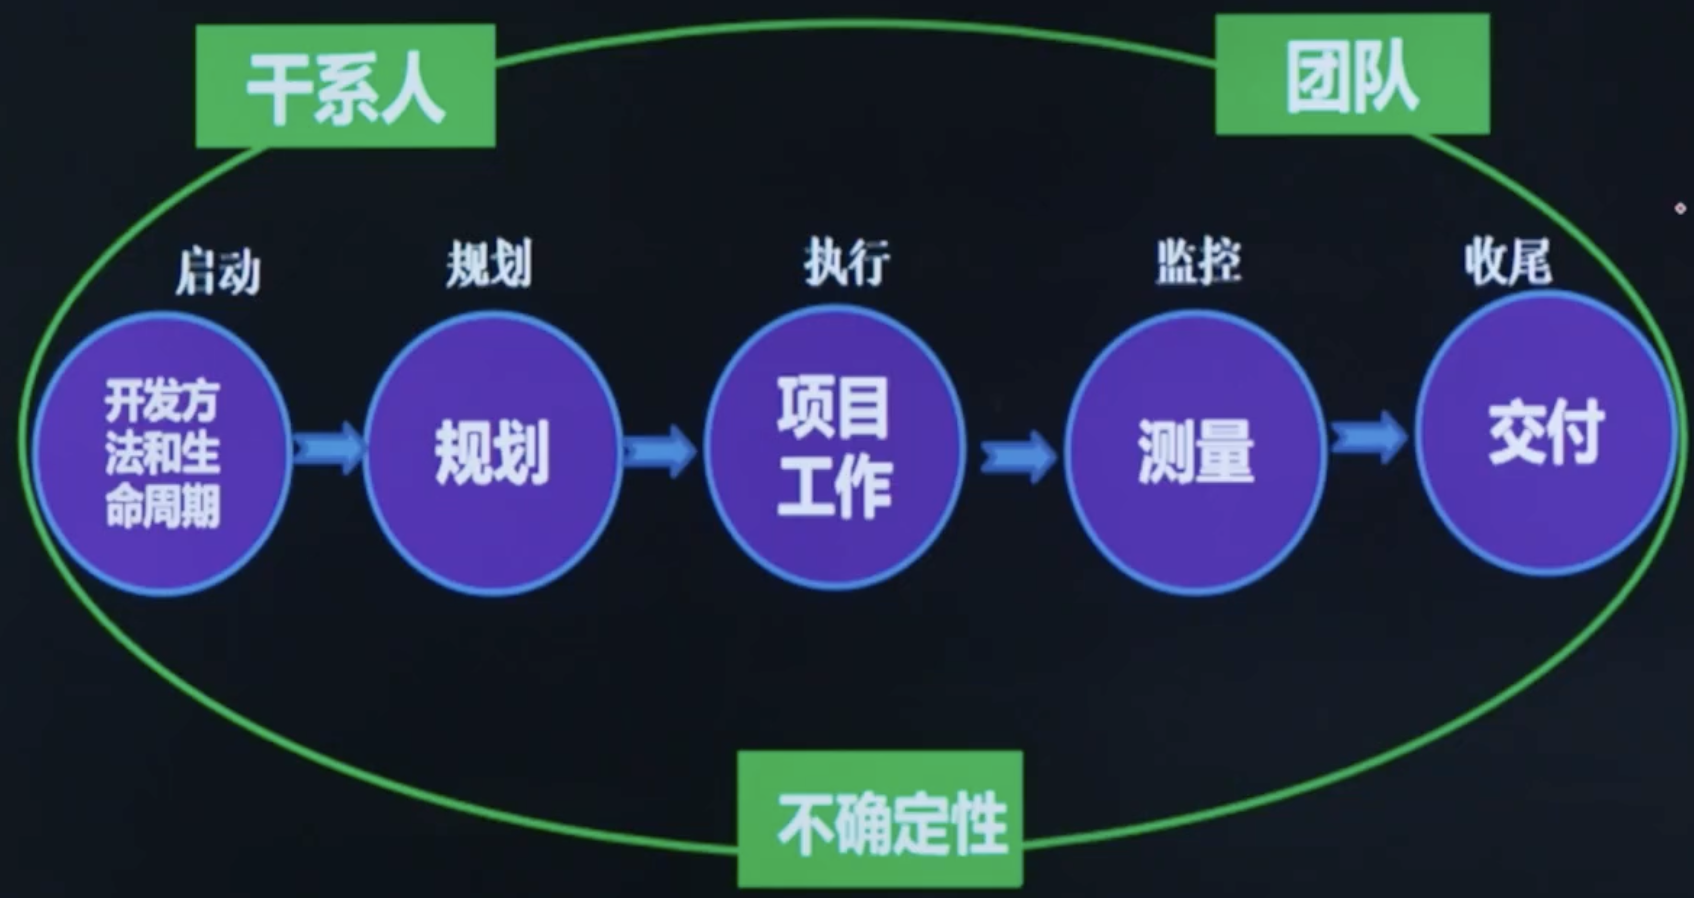 干系人
团队
启动
规划
执行
监控
收尾
开发方
法和生
命周期
规划
项目
工作
测量
交付
不确定性